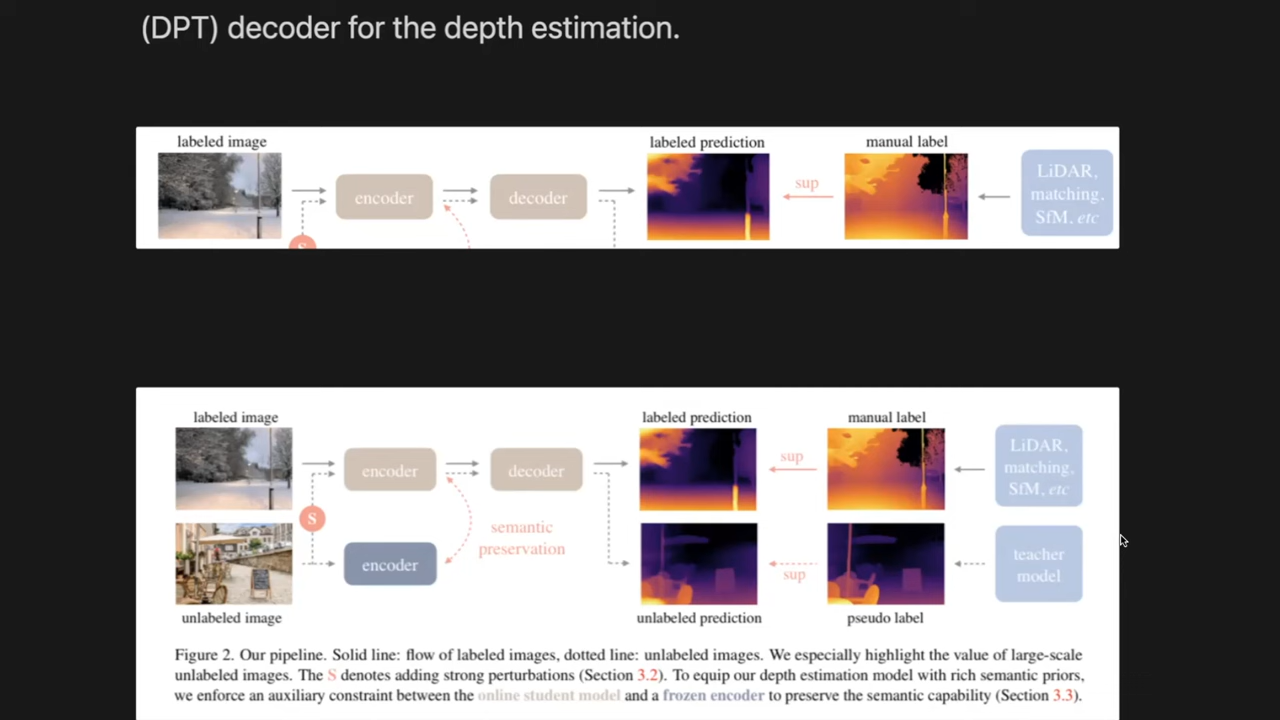 (DPT) decoder for the depth estimation.
labeled image
labeled prediction
manual label
encoder
decoder
sup
LiDAR,
matching,
SfM, etc
S
labeled image
labeled prediction
manual label
encoder
decoder
sup
LiDAR,
matching,
SfM, etc
S
semantic
preservation
encoder
sup
teacher
model
unlabeled image
unlabeled prediction
pseudo label
Figure 2. Our pipeline. Solid line: flow of labeled images, dotted line: unlabeled images. We especially highlight the value of large-scale
unlabeled images. The S denotes adding strong perturbations (Section 3.2). To equip our depth estimation model with rich semantic priors,
we enforce an auxiliary constraint between the online student model and a frozen encoder to preserve the semantic capability (Section 3.3).